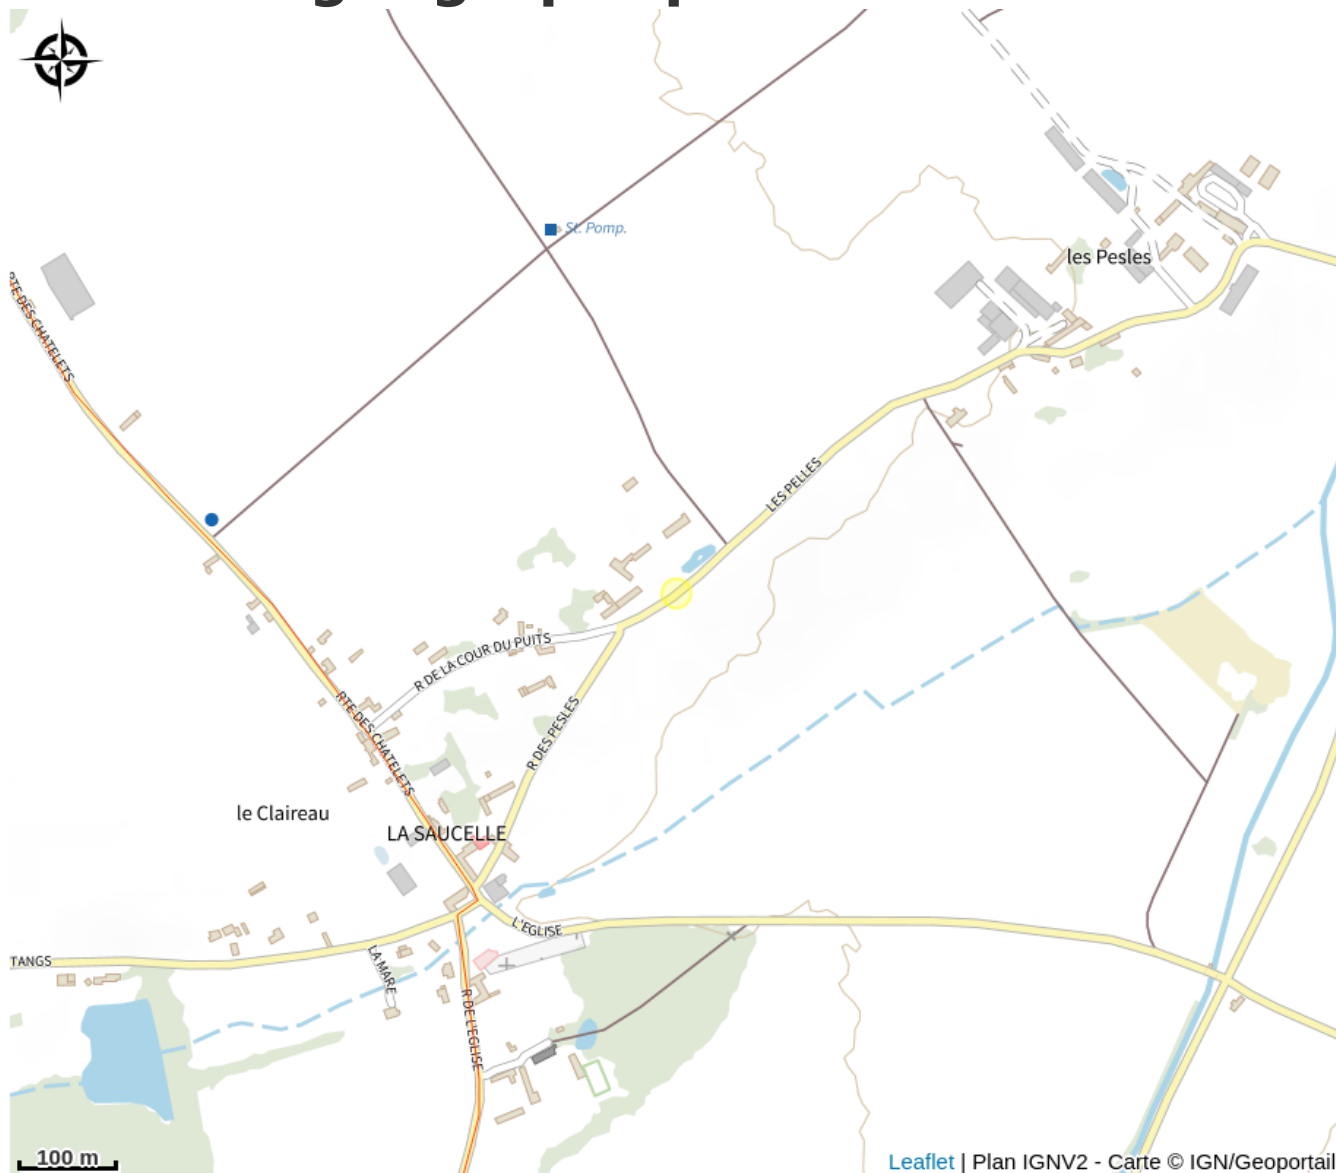 St. Pomp.
les Pesles
RTE DES CHATELETS
LES PELLES
R DE LA COUR DU PUITS
R DES PESLES
RTE DES CHATELETS
le Claireau
LA SAUCELLE
L'EGLISE
TANGS
LA MARE
R DE L'EGLISE
100 m
Leaflet | Plan IGNV2 - Carte © IGN/Geoportail